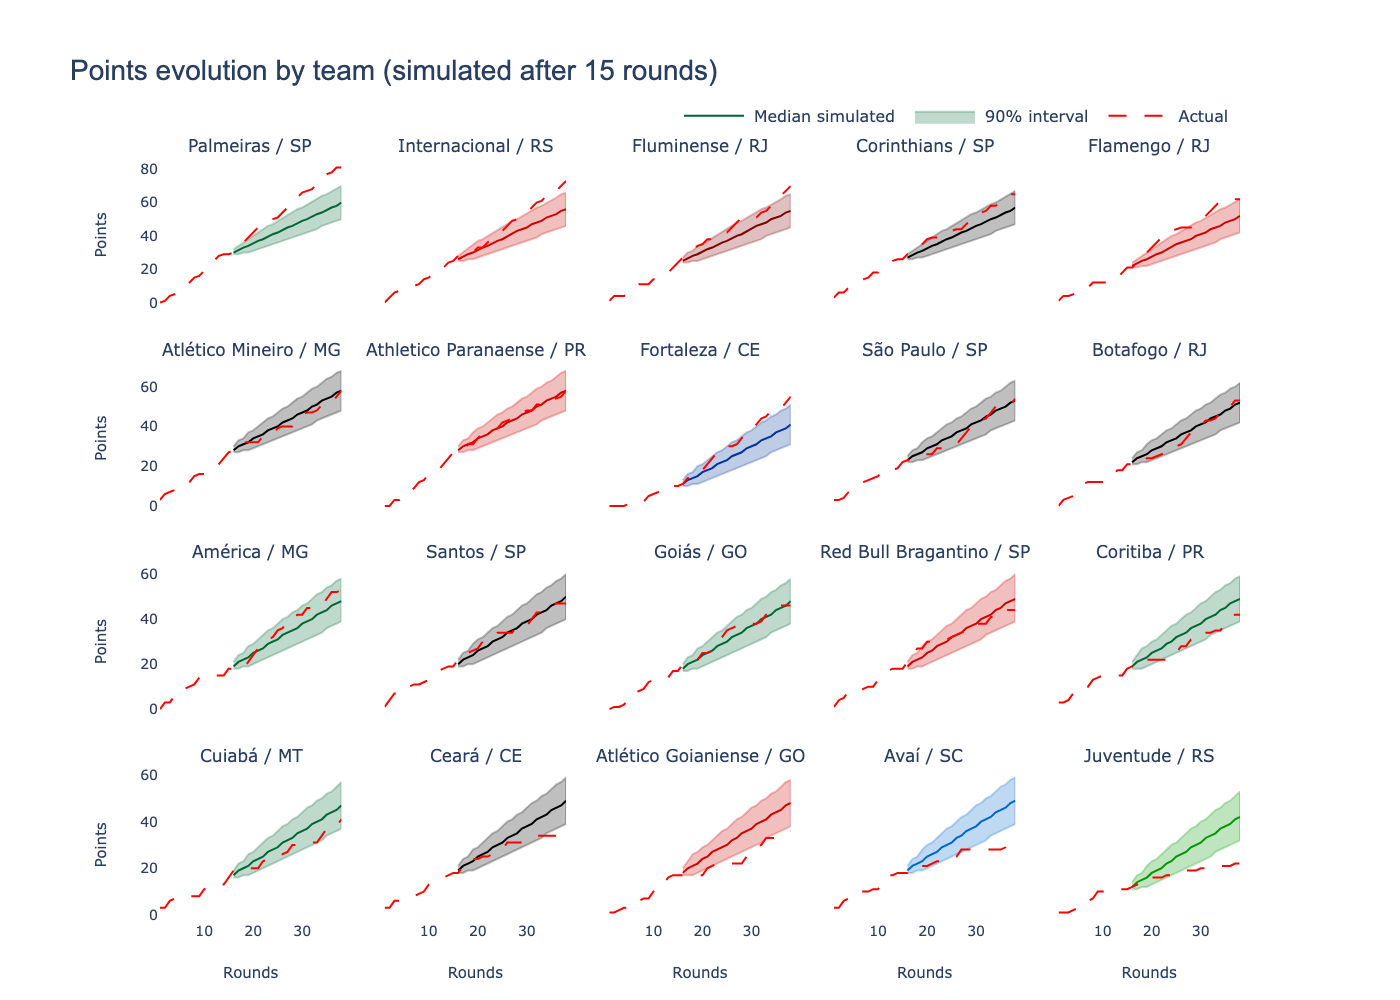 Points evolution by team (simulated after 15 rounds)
Median simulated 90% interval Actual
Palmeiras / SP Internacional / RS Fluminense / RJ Corinthians / SP Flamengo / RJ
80
60
40
20
0
Points
Atlético Mineiro / MG Athletico Paranaense / PR Fortaleza / CE São Paulo / SP Botafogo / RJ
60
40
20
0
Points
América / MG Santos / SP Goiás / GO Red Bull Bragantino / SP Coritiba / PR
60
40
20
0
Points
Cuiabá / MT Ceará / CE Atlético Goianiense / GO Avaí / SC Juventude / RS
60
40
20
0
Points
10 20 30 10 20 30 10 20 30 10 20 30 10 20 30
Rounds Rounds Rounds Rounds Rounds